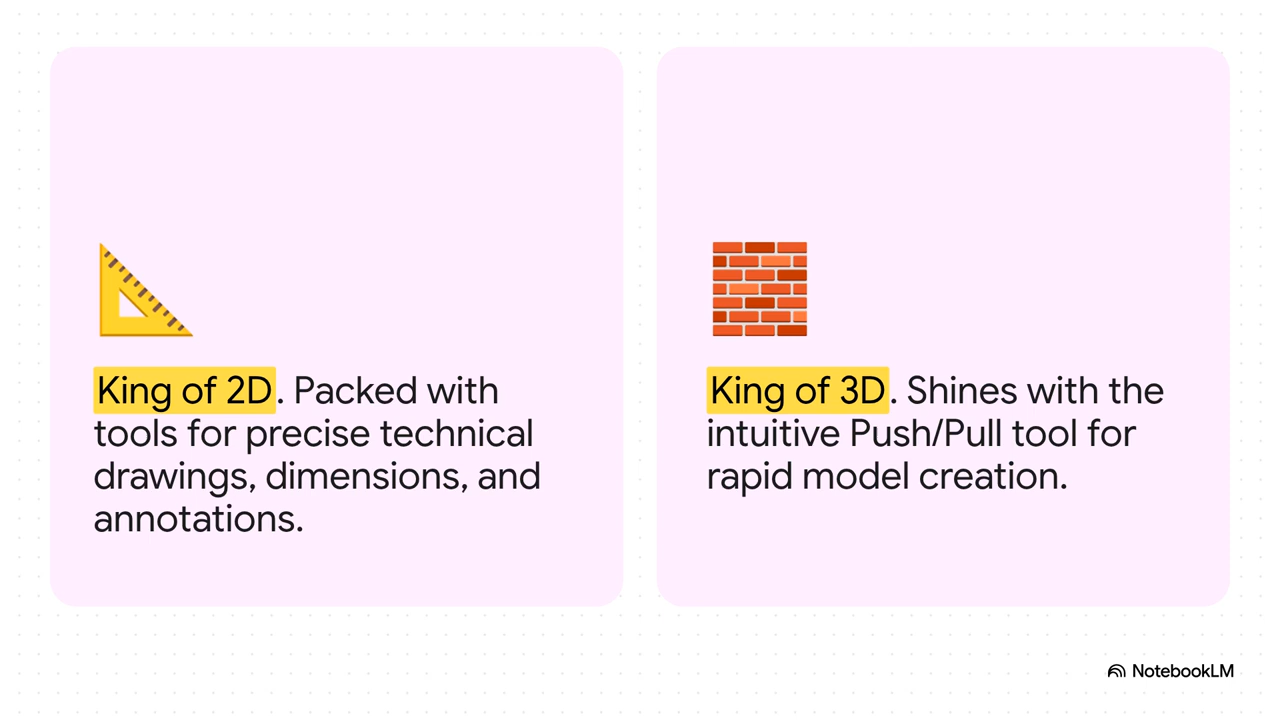 King of 2D. Packed with
tools for precise technical
drawings, dimensions, and
annotations.
King of 3D. Shines with the
intuitive Push/Pull tool for
rapid model creation.
NotebookLM